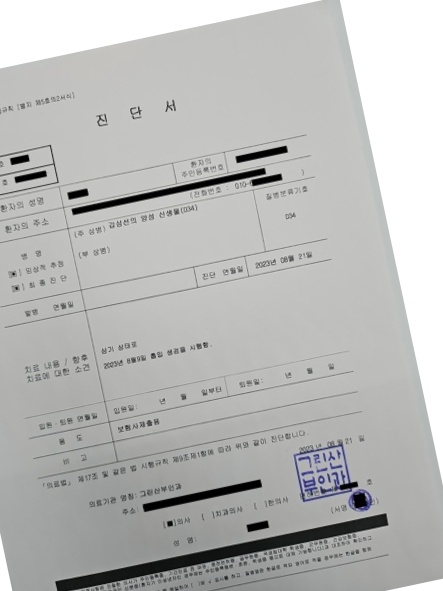 규칙 [별지 제5호의2서식]
진 단 서
호
호
환자의 성명
환자의
주민등록번호
환자의 주소
(전화번호 : 010-
)
병 명
[■] 임상적 추정
[■] 최 종 진 단
(주 상병) 갑상선의 양성 신생물(D34)
(부 상병)
질병분류기호
D34
발병 연월일
진단 연월일
2023년 08월 21일
치료 내용 / 향후
치료에 대한 소견
상기 상태로
2023년 8월9일 흡입 생검을 시행함.
입원·퇴원 연월일
입원일: 년 월 일부터
퇴원일: 년 월 일
용 도
보험사제출용
비 고
「의료법」 제17조 및 같은 법 시행규칙 제9조제1항에 따라 위와 같이 진단합니다.
2023 년 08 월 21 일
의료기관 명칭: 그린산부인과
그린산
부인과
주소:
[■]의사 [ ]치과의사 [ ]한의사
호
성 명:
(서명